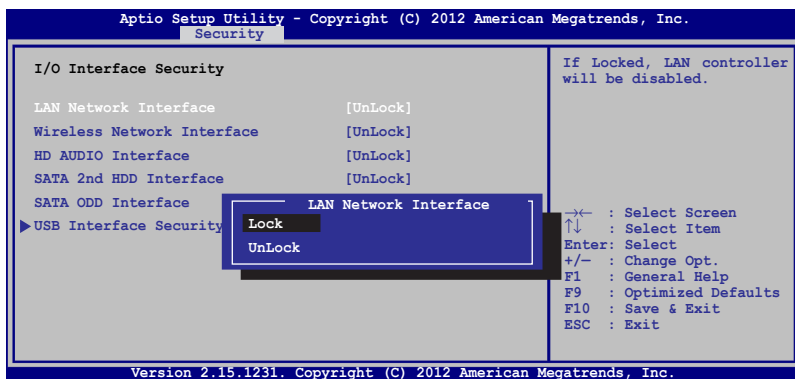 Aptio Setup Utility - Copyright (C) 2012 American Megatrends, Inc.
Security
I/O Interface Security
LAN Network Interface [UnLock]
Wireless Network Interface [UnLock]
HD AUDIO Interface [UnLock]
SATA 2nd HDD Interface [UnLock]
SATA ODD Interface
USB Interface Security
LAN Network Interface
Lock
UnLock
If Locked, LAN controller
will be disabled.
→← : Select Screen
↑↓ : Select Item
Enter: Select
+/— : Change Opt.
F1 : General Help
F9 : Optimized Defaults
F10 : Save & Exit
ESC : Exit
Version 2.15.1231. Copyright (C) 2012 American Megatrends, Inc.